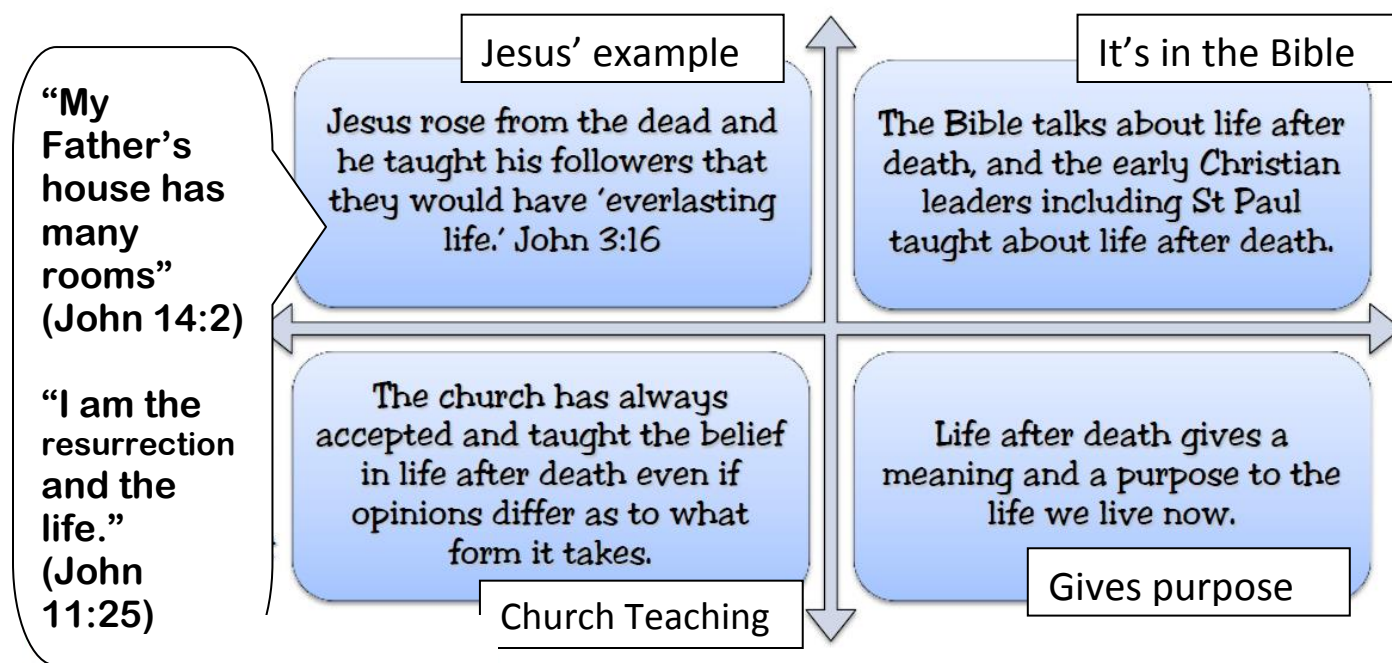 “My
Father’s
house has
many
rooms”
(John 14:2)
“I am the
resurrection
and the
life.”
(John
11:25)
Jesus’ example
Jesus rose from the dead and
he taught his followers that
they would have ‘everlasting
life.’ John 3:16
It’s in the Bible
The Bible talks about life after
death, and the early Christian
leaders including St Paul
taught about life after death.
The church has always
accepted and taught the belief
in life after death even if
opinions differ as to what
form it takes.
Church Teaching
Life after death gives a
meaning and a purpose to the
life we live now.
Gives purpose